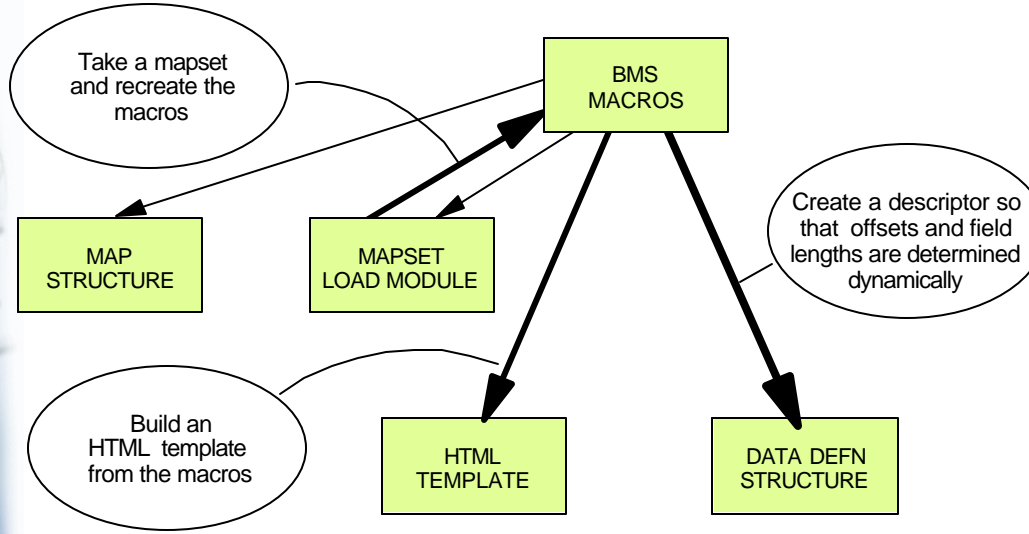 Take a mapset
and recreate the
macros
BMS
MACROS
MAP
STRUCTURE
MAPSET
LOAD MODULE
Create a descriptor so
that offsets and field
lengths are determined
dynamically
Build an
HTML template
from the macros
HTML
TEMPLATE
DATA DEFN
STRUCTURE